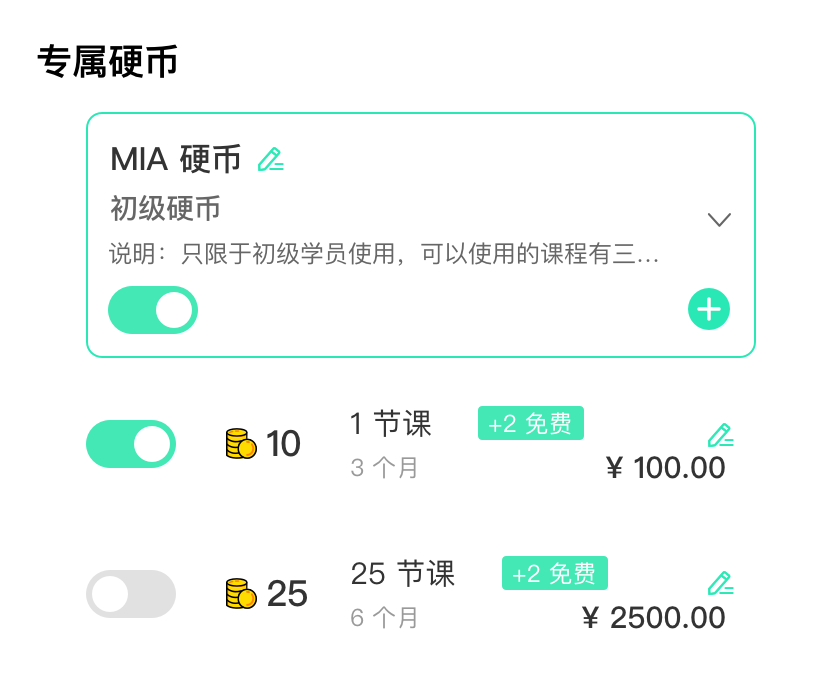 专属硬币
MIA 硬币
初级硬币
说明：只限于初级学员使用，可以使用的课程有三...
10
1 节课
+2 免费
3 个月
¥ 100.00
25
25 节课
+2 免费
6 个月
¥ 2500.00